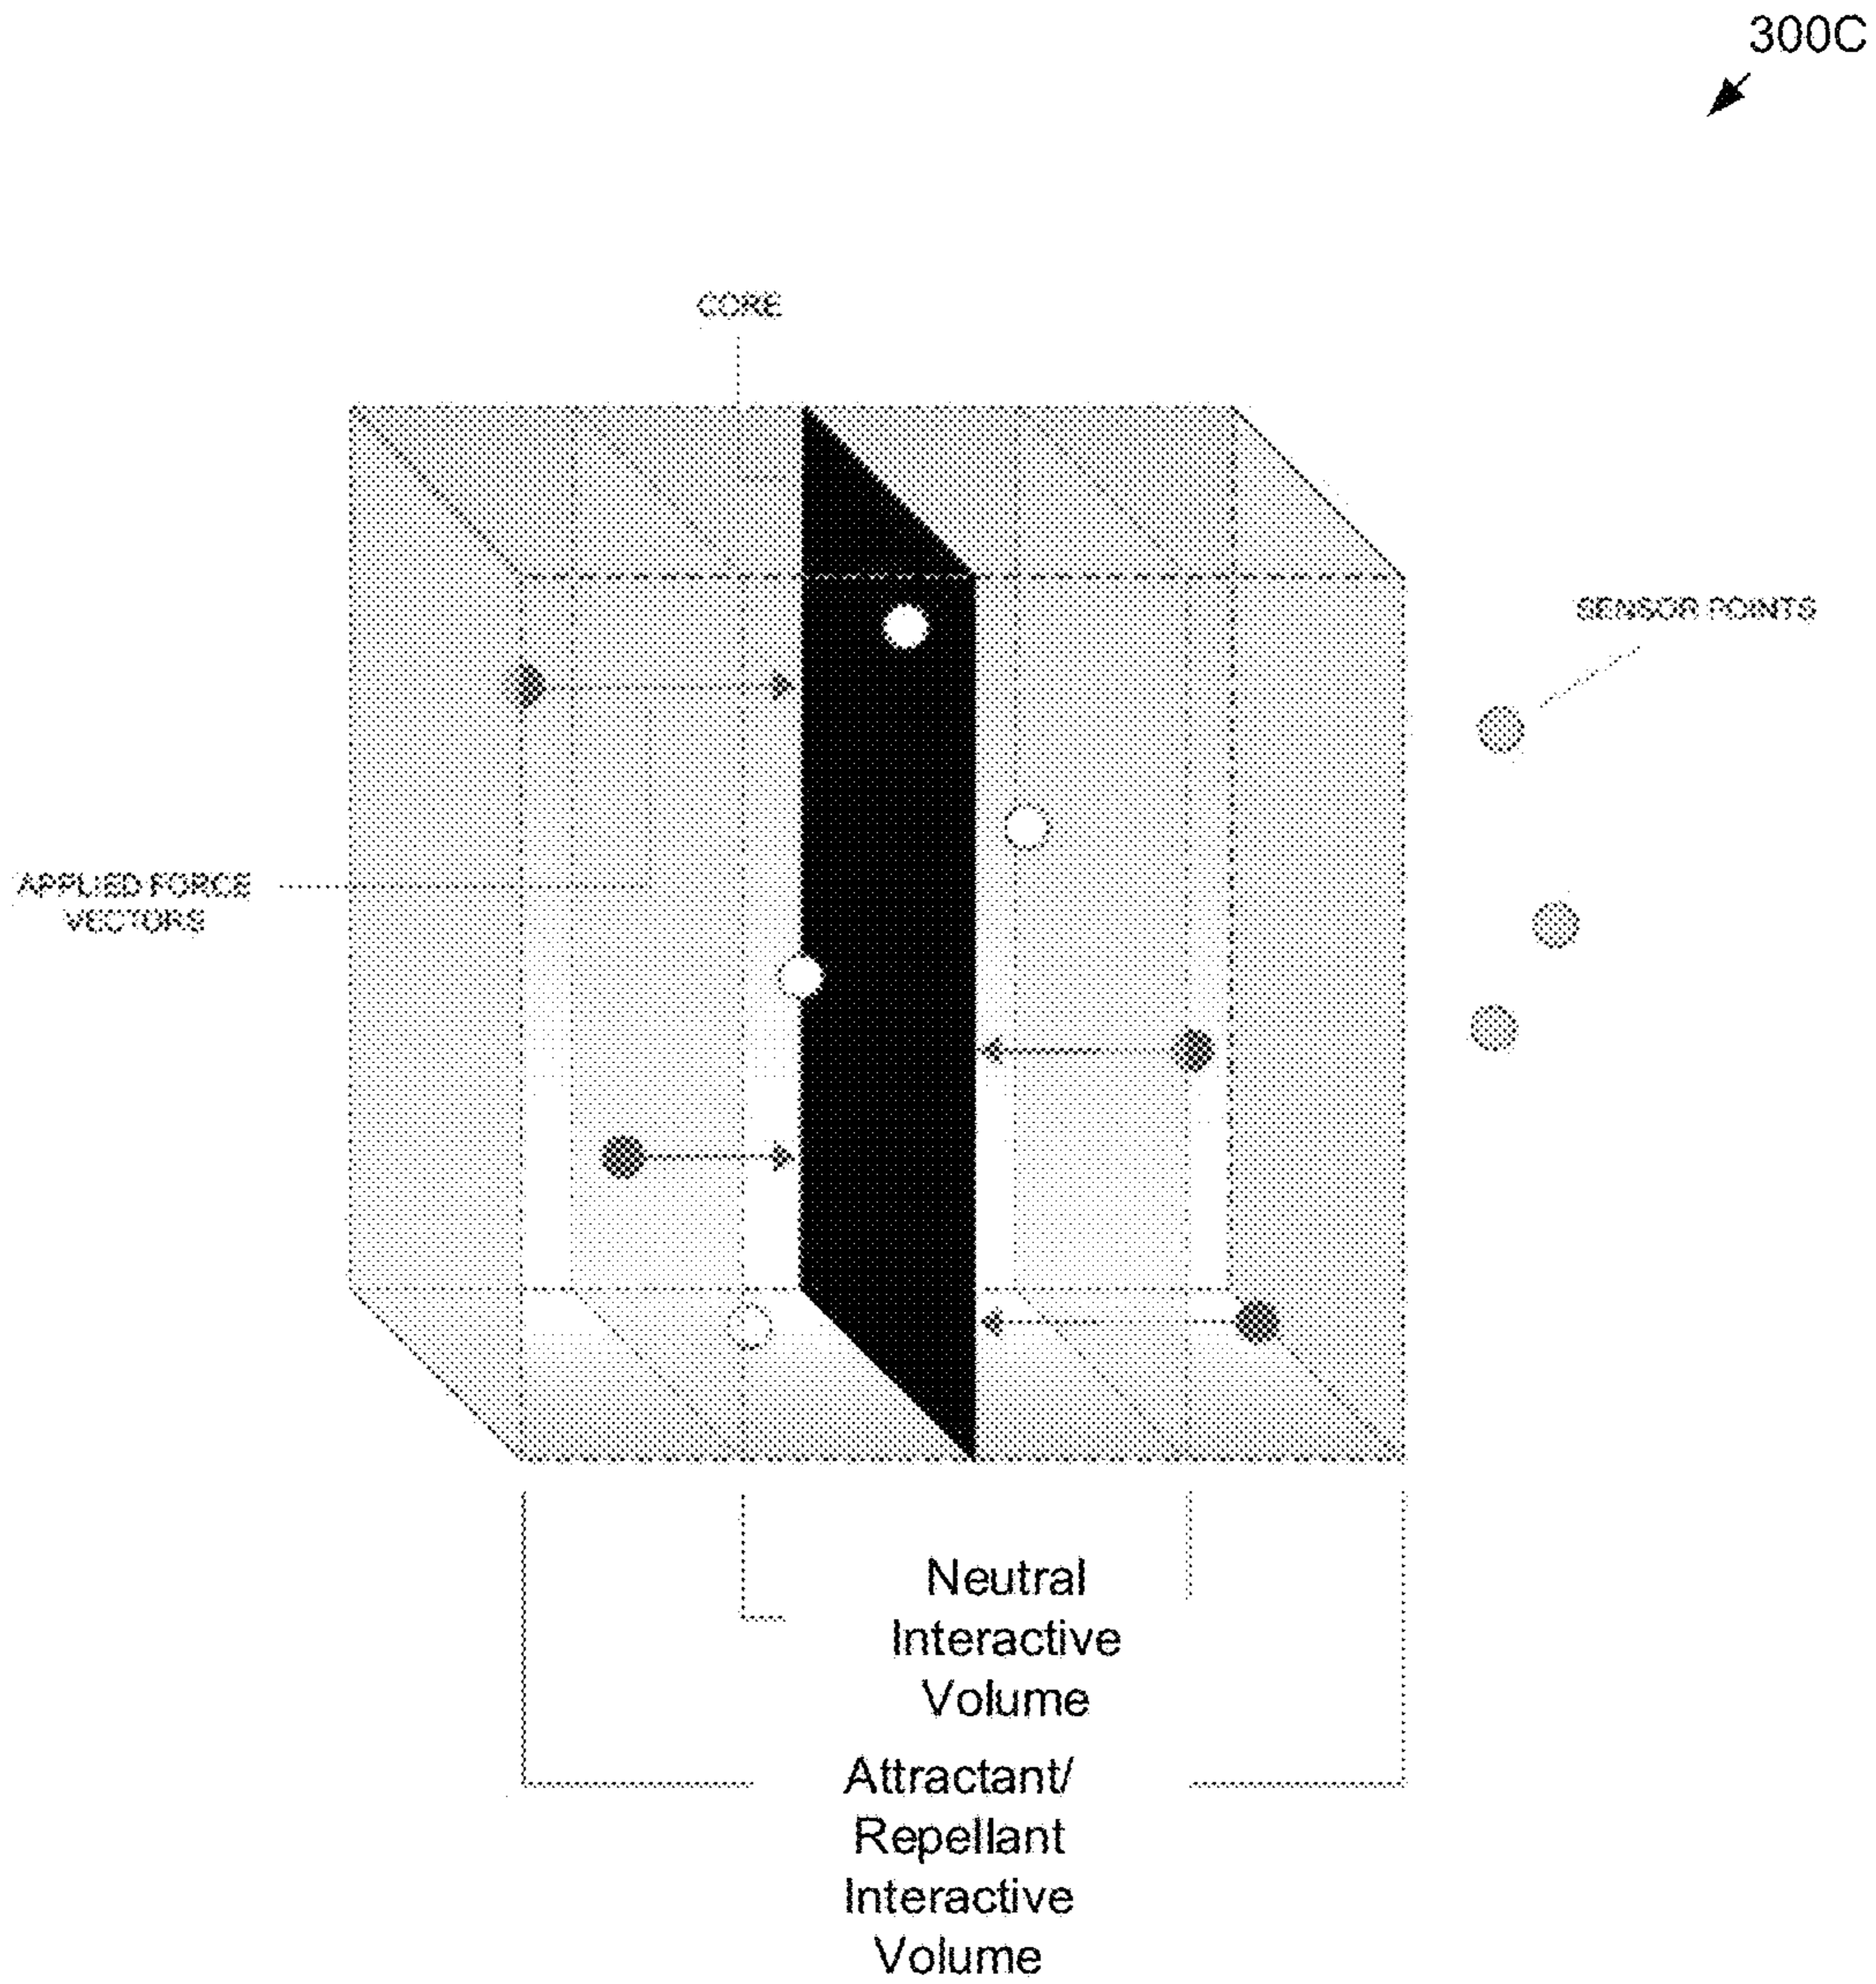 300C
CORE
SENSOR POINTS
APPLIED FORCE
VECTORS
Neutral
Interactive
Volume
Attractant/
Repellant
Interactive
Volume